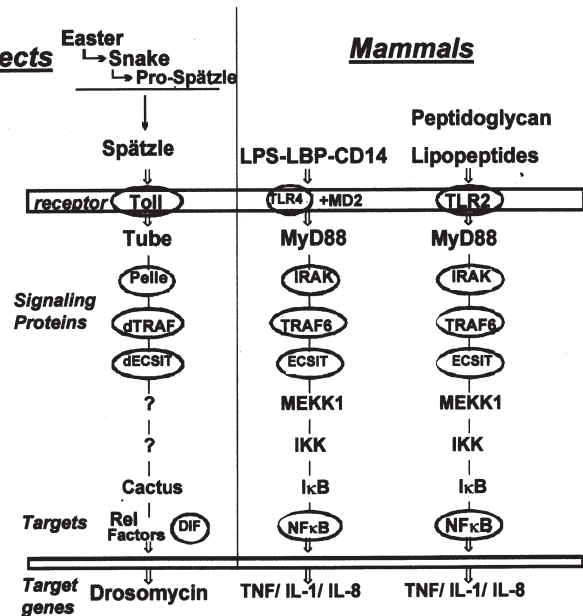 Easter
ects Snake Mammals
Pro-Spätzle
Peptidoglycan
Spätzle LPS-LBP-CD14 Lipopeptides
receptor Toll TLR4 +MD2 TLR2
Tube MyD88 MyD88
Pelle IRAK IRAK
Signaling
Proteins dTRAF TRAF6 TRAF6
dECSIT ECSIT ECSIT
? MEKK1 MEKK1
? IKK IKK
Cactus IκB IκB
Targets Rel DIF NFκB NFκB
Factors
Target
genes Drosomycin TNF/ IL-1/ IL-8 TNF/ IL-1/ IL-8